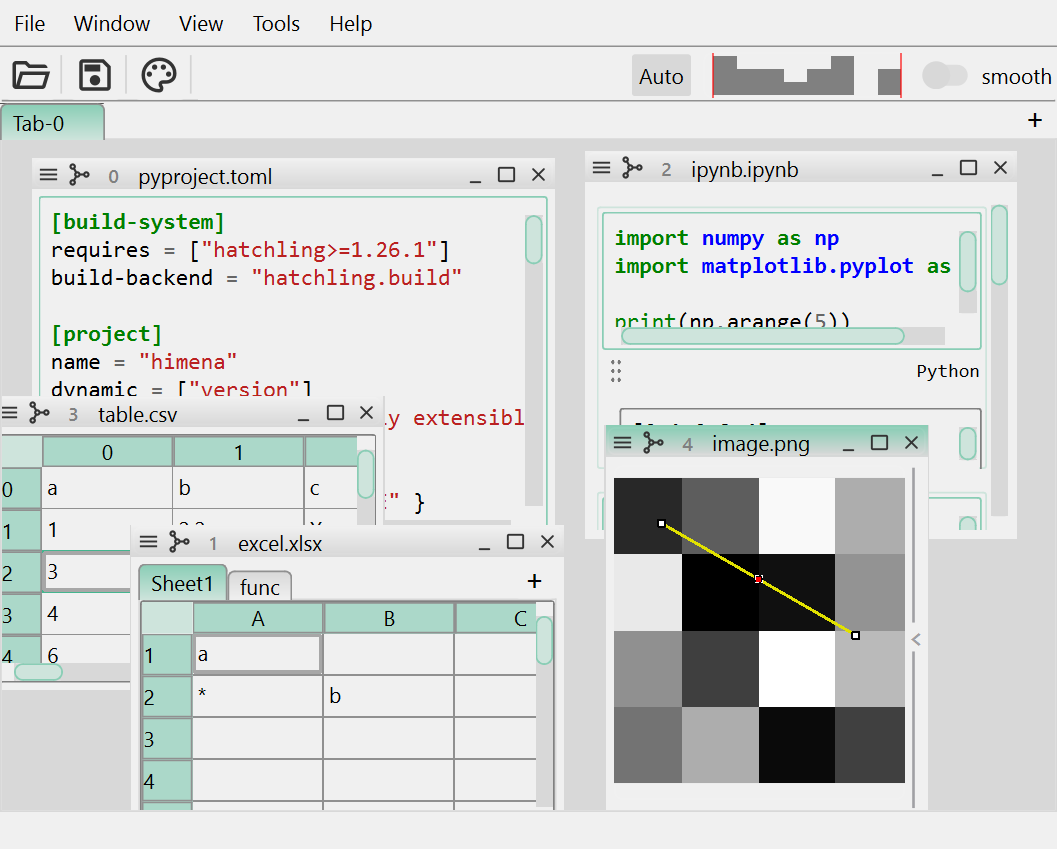 File Window View Tools Help
Auto smooth
Tab-0 +
0 pyproject.toml
[build-system]
requires = ["hatchling>=1.26.1"]
build-backend = "hatchling.build"
[project]
name = "himena"
dynamic = ["version"]
y extensibl
" }
2 ipynb.ipynb
import numpy as np
import matplotlib.pyplot as
print(np.arange(5))
Python
3 table.csv
0 1
0 a b c
1 1
2 3
3 4
4 6
1 excel.xlsx
Sheet1 func +
A B C
1 a
2 * b
3
4
4 image.png